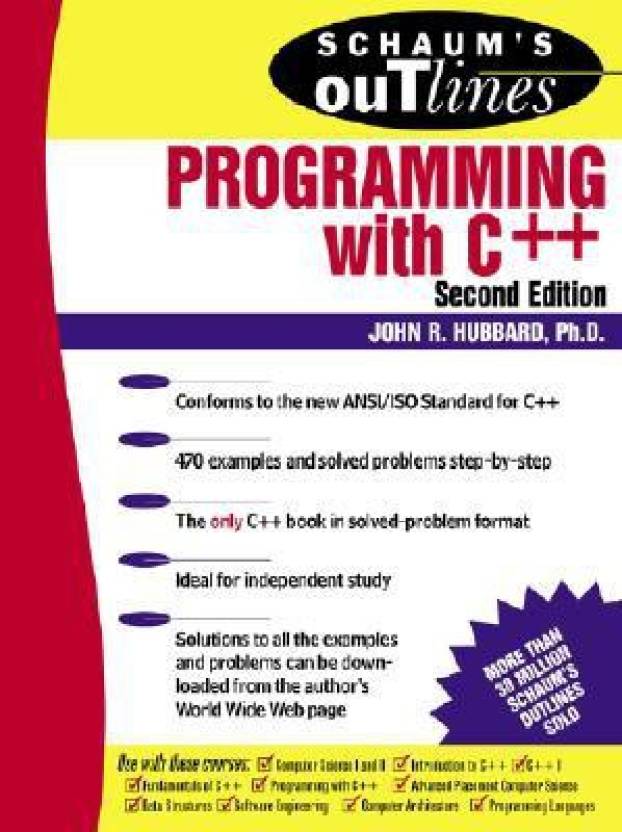 SCHAUM'S
ouTlines
PROGRAMMING
with C++
Second Edition
JOHN R. HUBBARD, Ph.D.
Conforms to the new ANSI/ISO Standard for C++
470 examples and solved problems step-by-step
The only C++ book in solved-problem format
Ideal for independent study
Solutions to all the examples
and problems can be down-
loaded from the author's
World Wide Web page
MORE THAN
30 MILLION
SCHAUM'S
OUTLINES
SOLD
Use with these courses: Computer Science I and II Introduction to C++ C++ I
Fundamentals of C++ Programming with C++ Advanced Placement Computer Science
Data Structures Software Engineering Computer Architecture Programming Languages